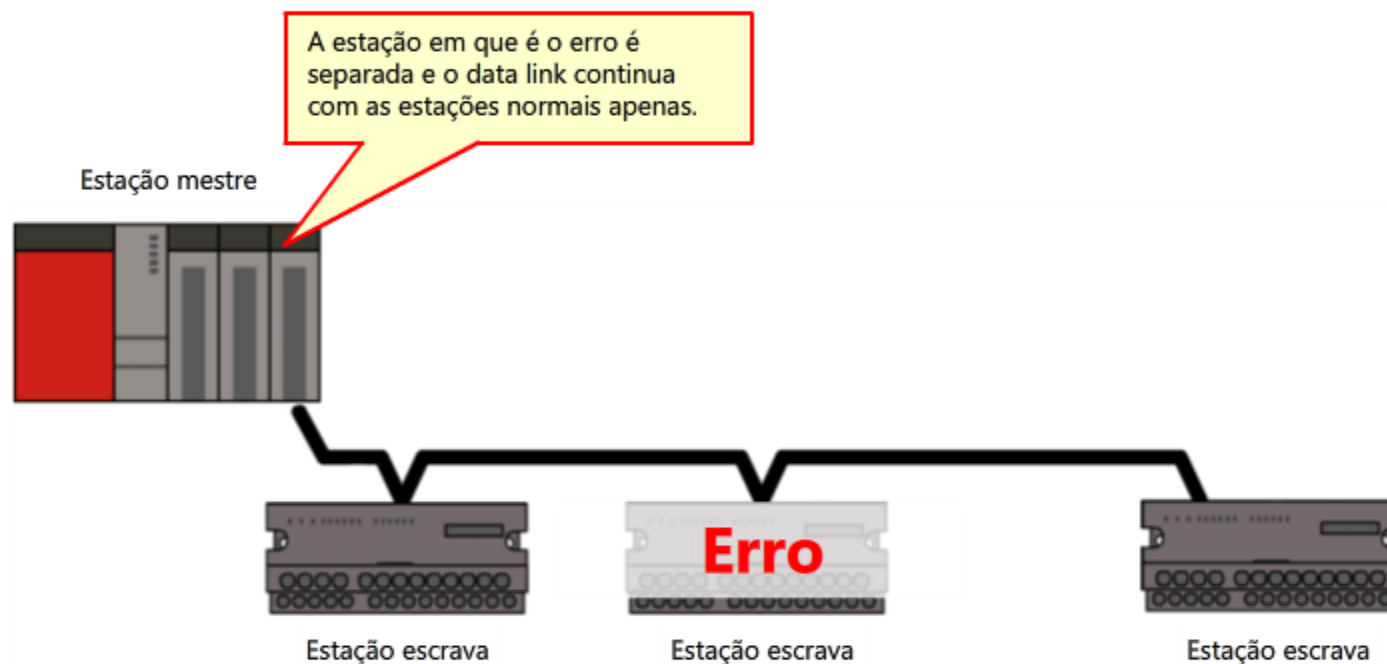 A estação em que é o erro é
separada e o data link continua
com as estações normais apenas.
Estação mestre
Erro
Estação escrava
Estação escrava
Estação escrava